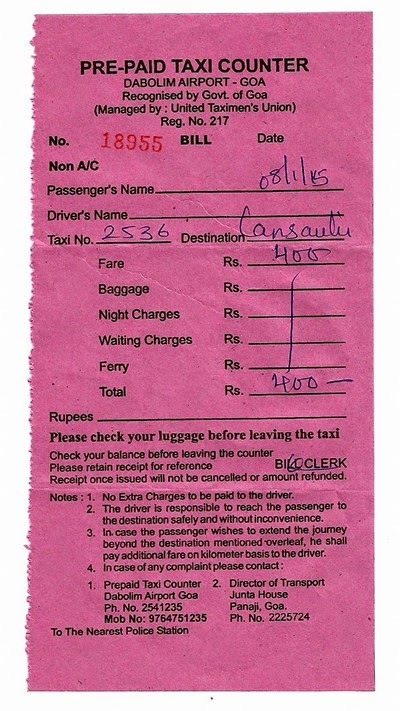 PRE-PAID TAXI COUNTER
DABOLIM AIRPORT - GOA
Recognised by Govt. of Goa
(Managed by : United Taximen's Union)
Reg. No. 217
No. 18955 BILL Date
Non A/C 08/1/15
Passenger's Name
Driver's Name
Taxi No. 2536 Destination Cansaulu
Fare Rs. 400
Baggage Rs.
Night Charges Rs.
Waiting Charges Rs.
Ferry Rs.
Total Rs. 400 —
Rupees
Please check your luggage before leaving the taxi
Check your balance before leaving the counter
Please retain receipt for reference BILL CLERK
Receipt once issued will not be cancelled or amount refunded.
Notes : 1. No Extra Charges to be paid to the driver.
2. The driver is responsible to reach the passenger to
the destination safely and without inconvenience.
3. In case the passenger wishes to extend the journey
beyond the destination mentioned overleaf, he shall
pay additional fare on kilometer basis to the driver.
4. In case of any complaint please contact :
1. Prepaid Taxi Counter 2. Director of Transport
Dabolim Airport Goa Junta House
Ph. No. 2541235 Panaji, Goa.
Mob No: 9764751235 Ph. No. 2225724
To The Nearest Police Station